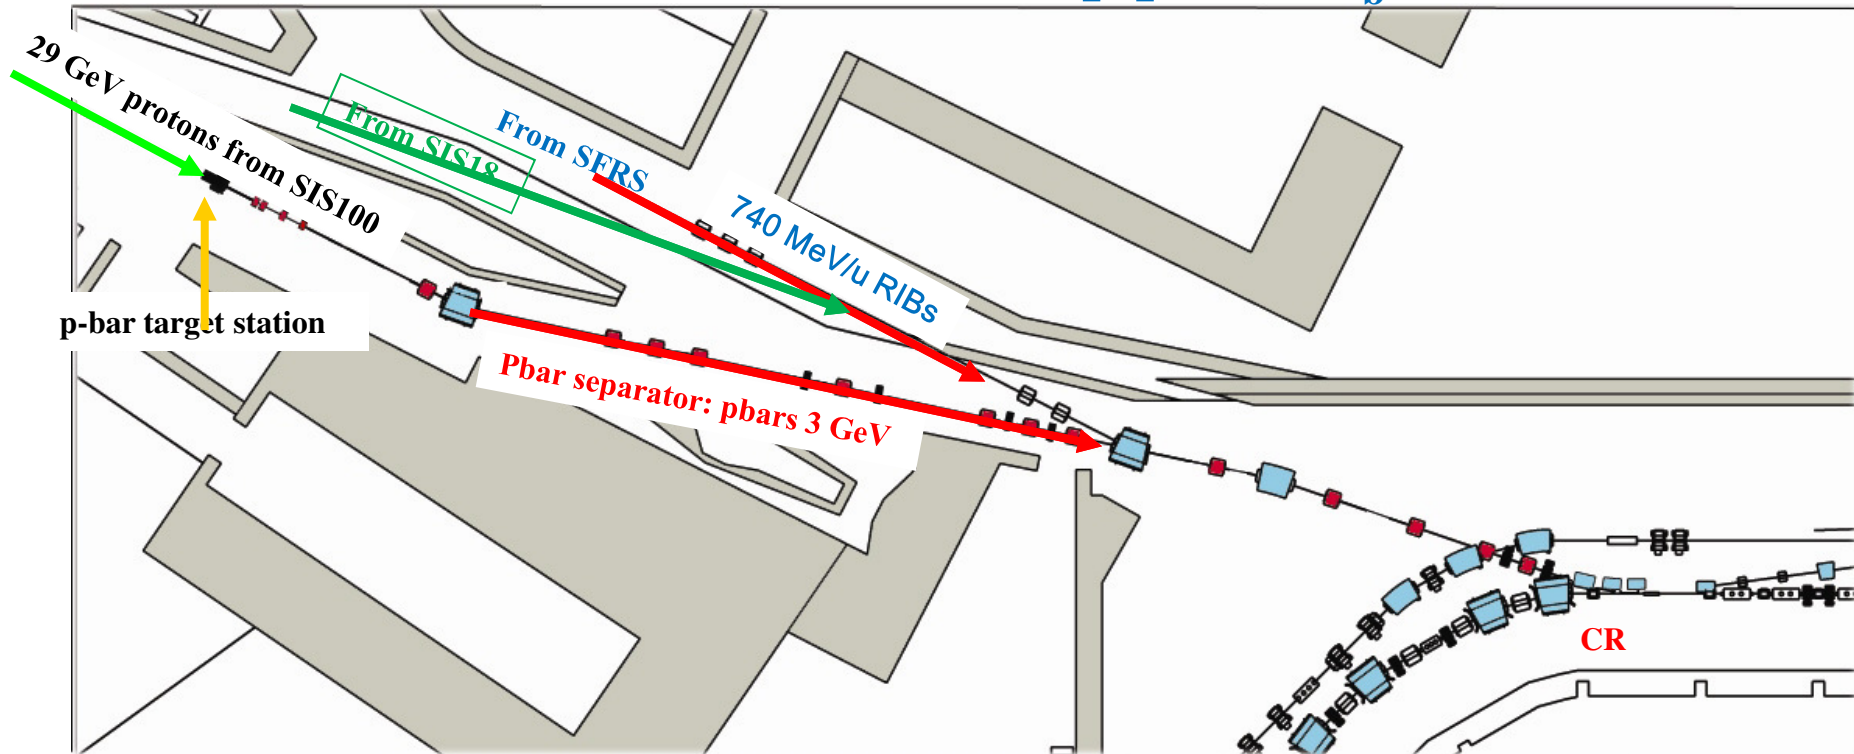 29 GeV protons from SIS100
From SIS18
From SFRS
740 MeV/u RIBs
p-bar target station
Pbar separator: pbars 3 GeV
CR